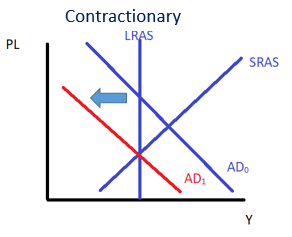 Contractionary
LRAS
PL
SRAS
AD₀
AD₁
Y